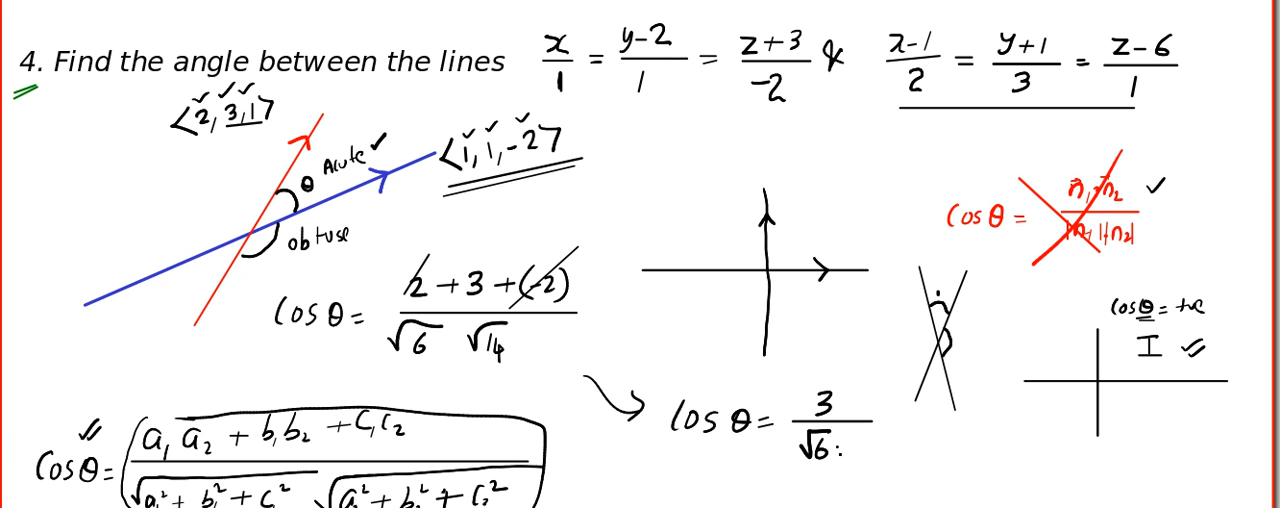 4. Find the angle between the lines x/1 = y-2/1 = z+3/-2 & x-1/2 = y+1/3 = z-6/1
<2, 3, 1>
<1, 1, -2>
θ Acute ✓
obtuse
Cos θ = n₁·n₂/|n₁||n₂| ✓
Cos θ = 2 + 3 + (-2)/√6 √14
Cos θ = +ve
I
Cos θ = 3/√6
Cos θ = (a₁a₂ + b₁b₂ + c₁c₂/√a₁² + b₁² + c₁² √a₂² + b₂² + c₂²